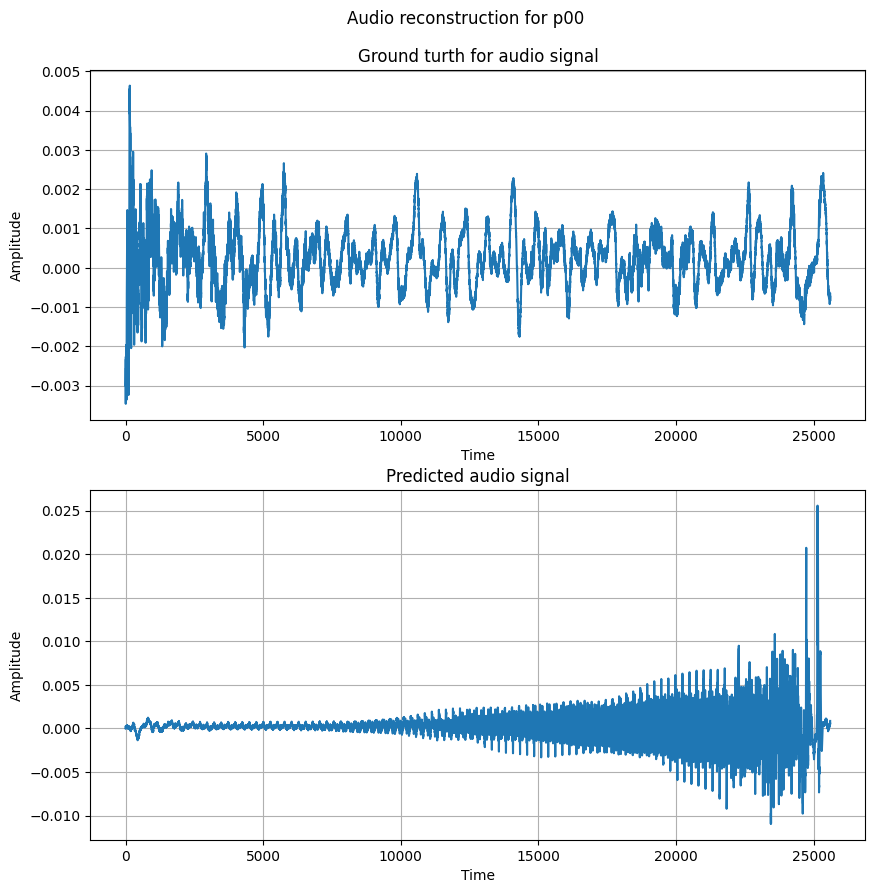 Audio reconstruction for p00
Ground turth for audio signal
0.005
0.004
0.003
0.002
0.001
0.000
−0.001
−0.002
−0.003
Amplitude
0 5000 10000 15000 20000 25000
Time
Predicted audio signal
0.025
0.020
0.015
0.010
0.005
0.000
−0.005
−0.010
Amplitude
0 5000 10000 15000 20000 25000
Time